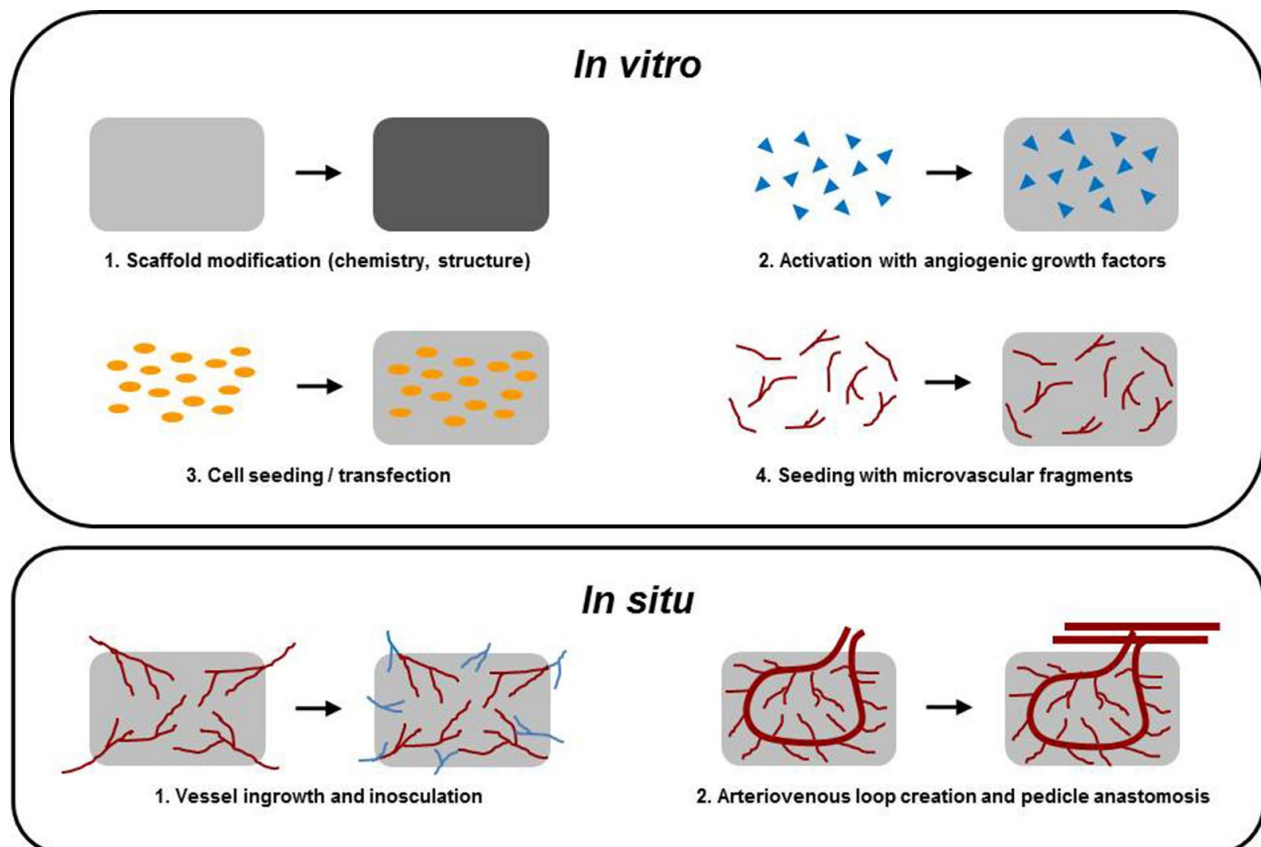 In vitro
1. Scaffold modification (chemistry, structure)
2. Activation with angiogenic growth factors
3. Cell seeding / transfection
4. Seeding with microvascular fragments
In situ
1. Vessel ingrowth and inosculation
2. Arteriovenous loop creation and pedicle anastomosis